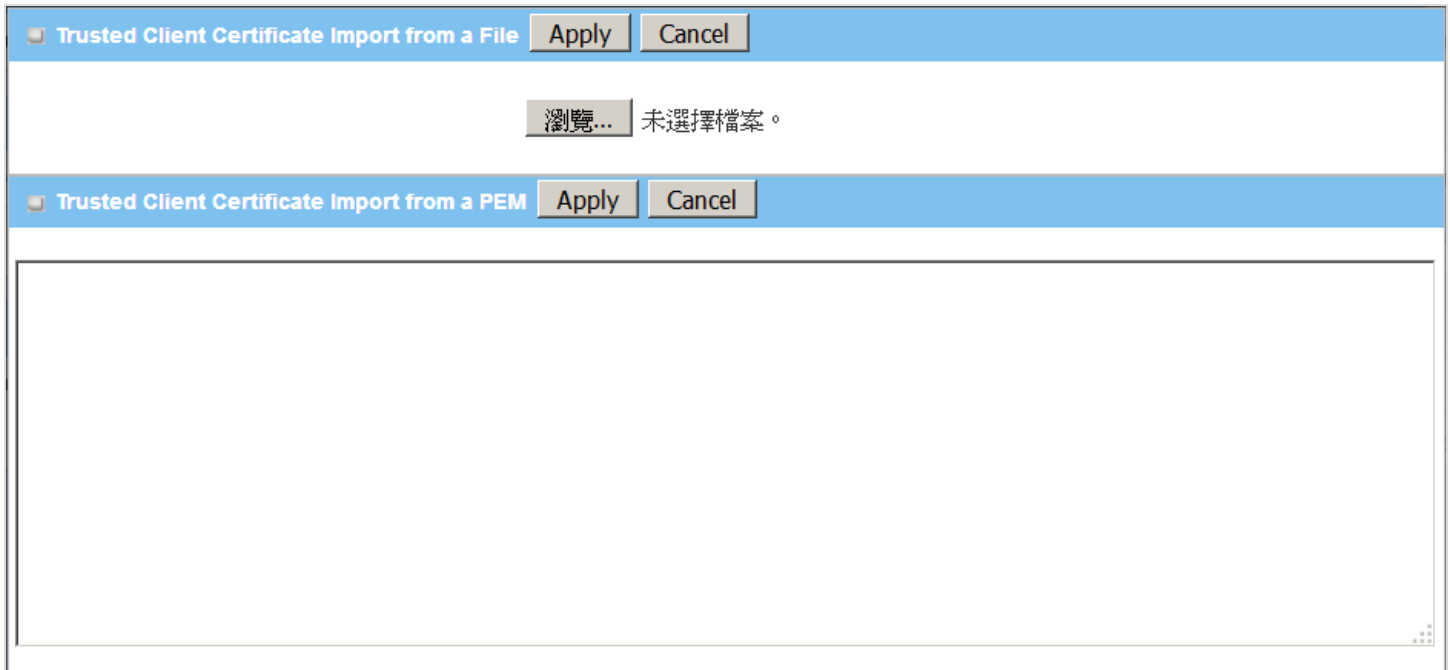 Trusted Client Certificate Import from a File Apply Cancel
瀏覽... 未選擇檔案。
Trusted Client Certificate Import from a PEM Apply Cancel